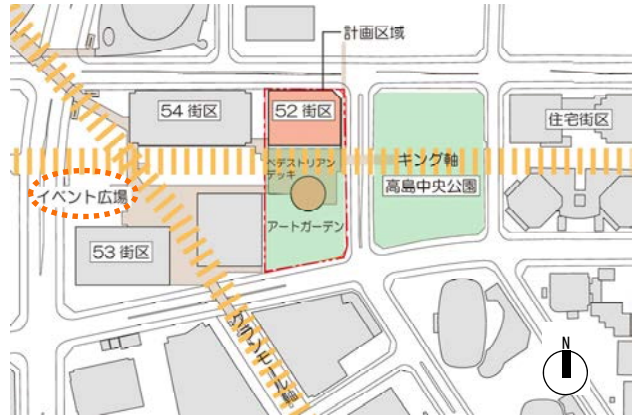 計画区域
54 街区
52 街区
住宅街区
ペデストリアン
デッキ
キング軸
高島中央公園
イベント広場
アートガーデン
53 街区
グランモール軸
N